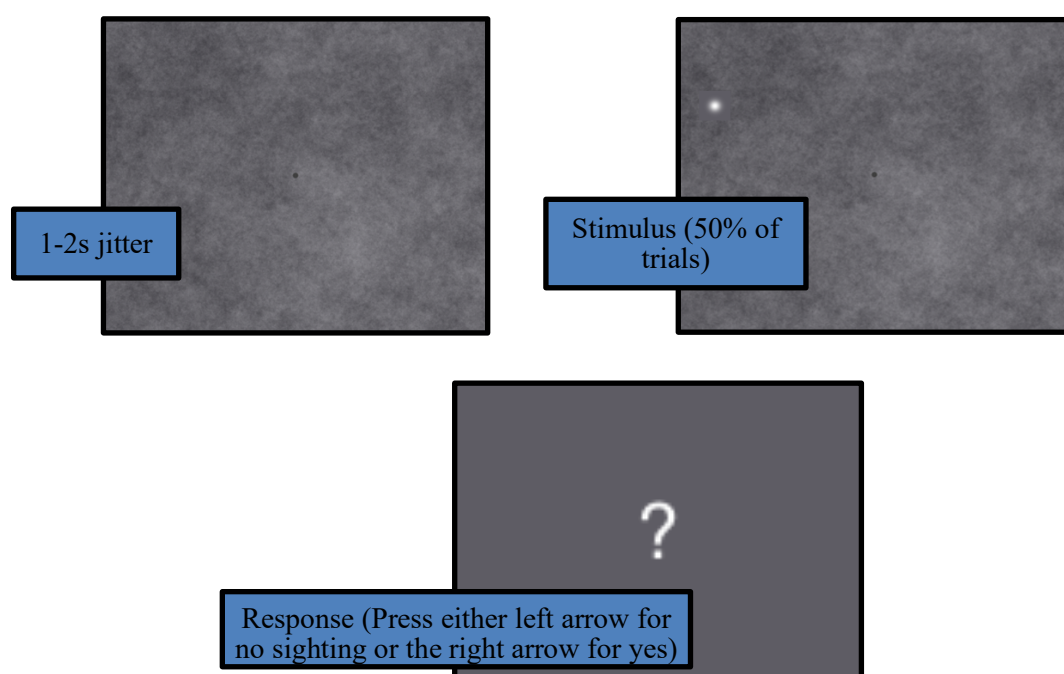 1-2s jitter
Stimulus (50% of
trials)
?
Response (Press either left arrow for
no sighting or the right arrow for yes)